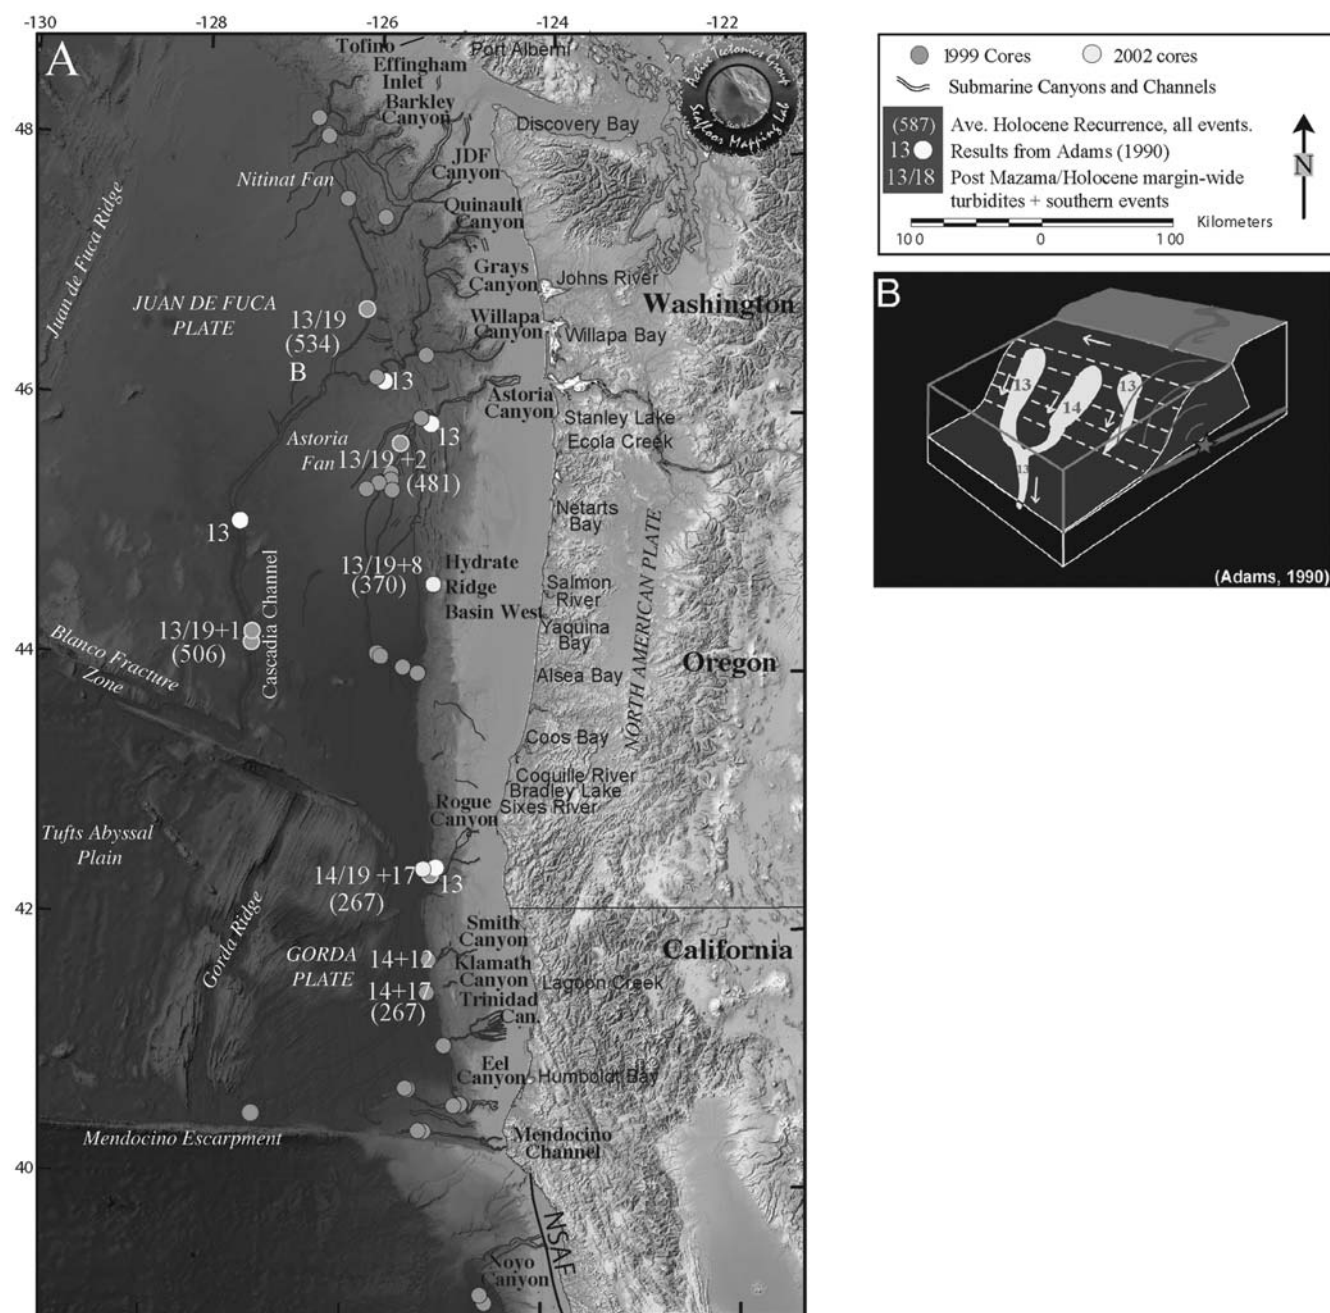 -130
-128
-126
-124
-122
A
Tofino
Effingham
Inlet
Barkley
Canyon
Port Alberni
Active Tectonics Group
Seafloor Mapping Lab
48
Discovery Bay
JDF
Canyon
Nitinat Fan
Quinault
Canyon
Juan de Fuca Ridge
Grays
Canyon
Johns River
JUAN DE FUCA
PLATE
13/19
(534)
B
Willapa
Canyon
Washington
Willapa Bay
46
13
Astoria
Canyon
Stanley Lake
Ecola Creek
13
Astoria
Fan
13/19 +2
(481)
Netarts
Bay
13
13/19+8
(370)
Hydrate
Ridge
Basin West
Salmon
River
NORTH AMERICAN PLATE
Yaquina
Bay
13/19+1
(506)
Cascadia Channel
44
Blanco Fracture
Zone
Oregon
Alsea Bay
Coos Bay
Coquille River
Bradley Lake
Sixes River
Rogue
Canyon
Tufts Abyssal
Plain
14/19 +17
(267)
13
42
Smith
Canyon
California
Gorda Ridge
GORDA
PLATE
14+12
Klamath
Canyon
Lagoon Creek
14+17
(267)
Trinidad
Can.
Eel
Canyon
Humboldt Bay
Mendocino Escarpment
Mendocino
Channel
40
NSAF
Noyo
Canyon
1999 Cores
2002 cores
Submarine Canyons and Channels
(587) Ave. Holocene Recurrence, all events.
13 Results from Adams (1990)
13/18 Post Mazama/Holocene margin-wide
turbidites + southern events
Kilometers
100 0 100
N
B
13
14
13
13
(Adams, 1990)